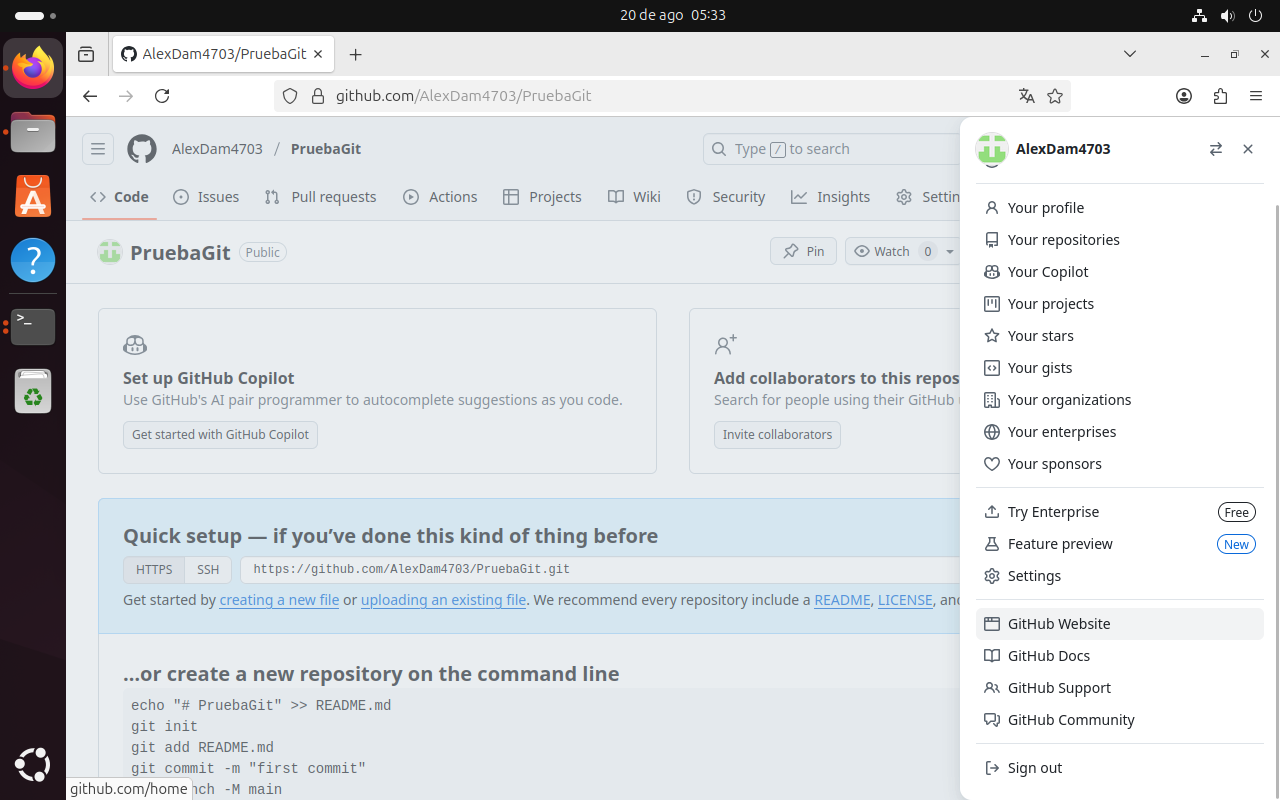 20 de ago 05:33
AlexDam4703/PruebaGit
github.com/AlexDam4703/PruebaGit
AlexDam4703 / PruebaGit
Type / to search
Code Issues Pull requests Actions Projects Wiki Security Insights
PruebaGit Public
Pin Watch 0
Set up GitHub Copilot
Use GitHub's AI pair programmer to autocomplete suggestions as you code.
Get started with GitHub Copilot
Add collaborators to this
Search for people using their GitHub
Invite collaborators
Quick setup — if you’ve done this kind of thing before
HTTPS SSH https://github.com/AlexDam4703/PruebaGit.git
Get started by creating a new file or uploading an existing file. We recommend every repository include a README, LICENSE,
...or create a new repository on the command line
echo "# PruebaGit" >> README.md
git init
git add README.md
git commit -m "first commit"
-M main
github.com/home
AlexDam4703
Your profile
Your repositories
Your Copilot
Your projects
Your stars
Your gists
Your organizations
Your enterprises
Your sponsors
Try Enterprise Free
Feature preview New
Settings
GitHub Website
GitHub Docs
GitHub Support
GitHub Community
Sign out